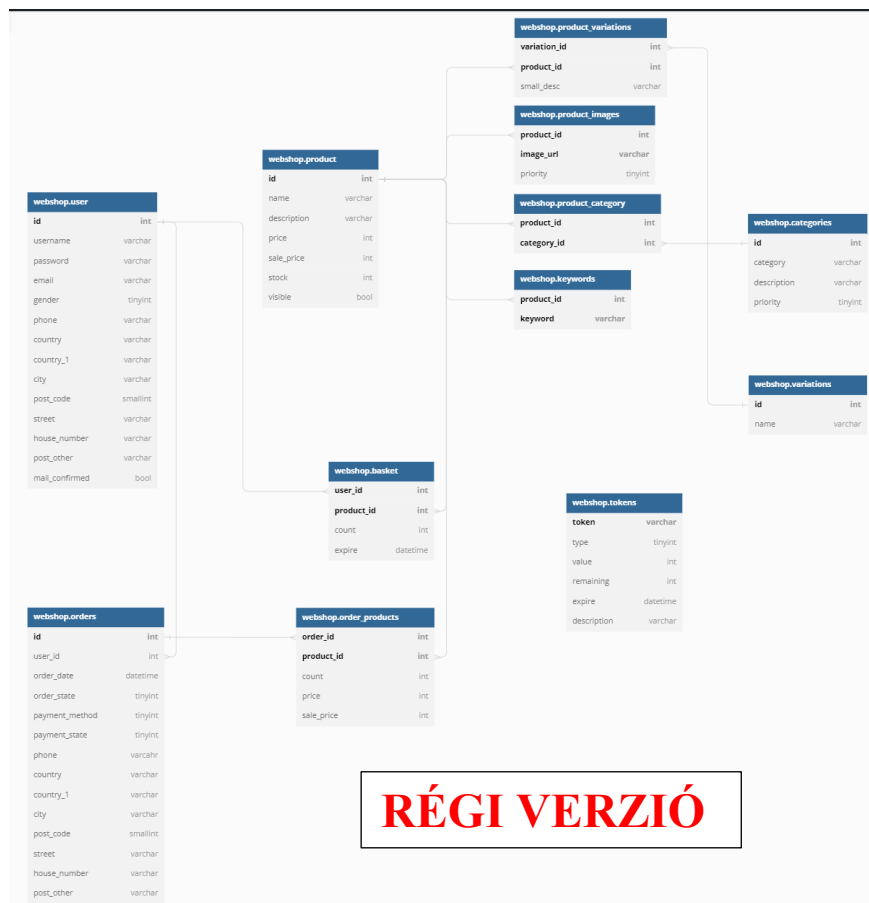 webshop.product_variations
variation_id int
product_id int
small_desc varchar
webshop.product_images
product_id int
image_url varchar
priority tinyint
webshop.product
id int
name varchar
description varchar
price int
sale_price int
stock int
visible bool
webshop.product_category
product_id int
category_id int
webshop.user
id int
username varchar
password varchar
email varchar
gender tinyint
phone varchar
country varchar
country_1 varchar
city varchar
post_code smallint
street varchar
house_number varchar
post_other varchar
mail_confirmed bool
webshop.categories
id int
category varchar
description varchar
priority tinyint
webshop.keywords
product_id int
keyword varchar
webshop.variations
id int
name varchar
webshop.basket
user_id int
product_id int
count int
expire datetime
webshop.tokens
token varchar
type tinyint
value int
remaining int
expire datetime
description varchar
webshop.orders
id int
user_id int
order_date datetime
order_state tinyint
payment_method tinyint
payment_state tinyint
phone varcahr
country varchar
country_1 varchar
city varchar
post_code smallint
street varchar
house_number varchar
post_other varchar
webshop.order_products
order_id int
product_id int
count int
price int
sale_price int
RÉGI VERZIÓ